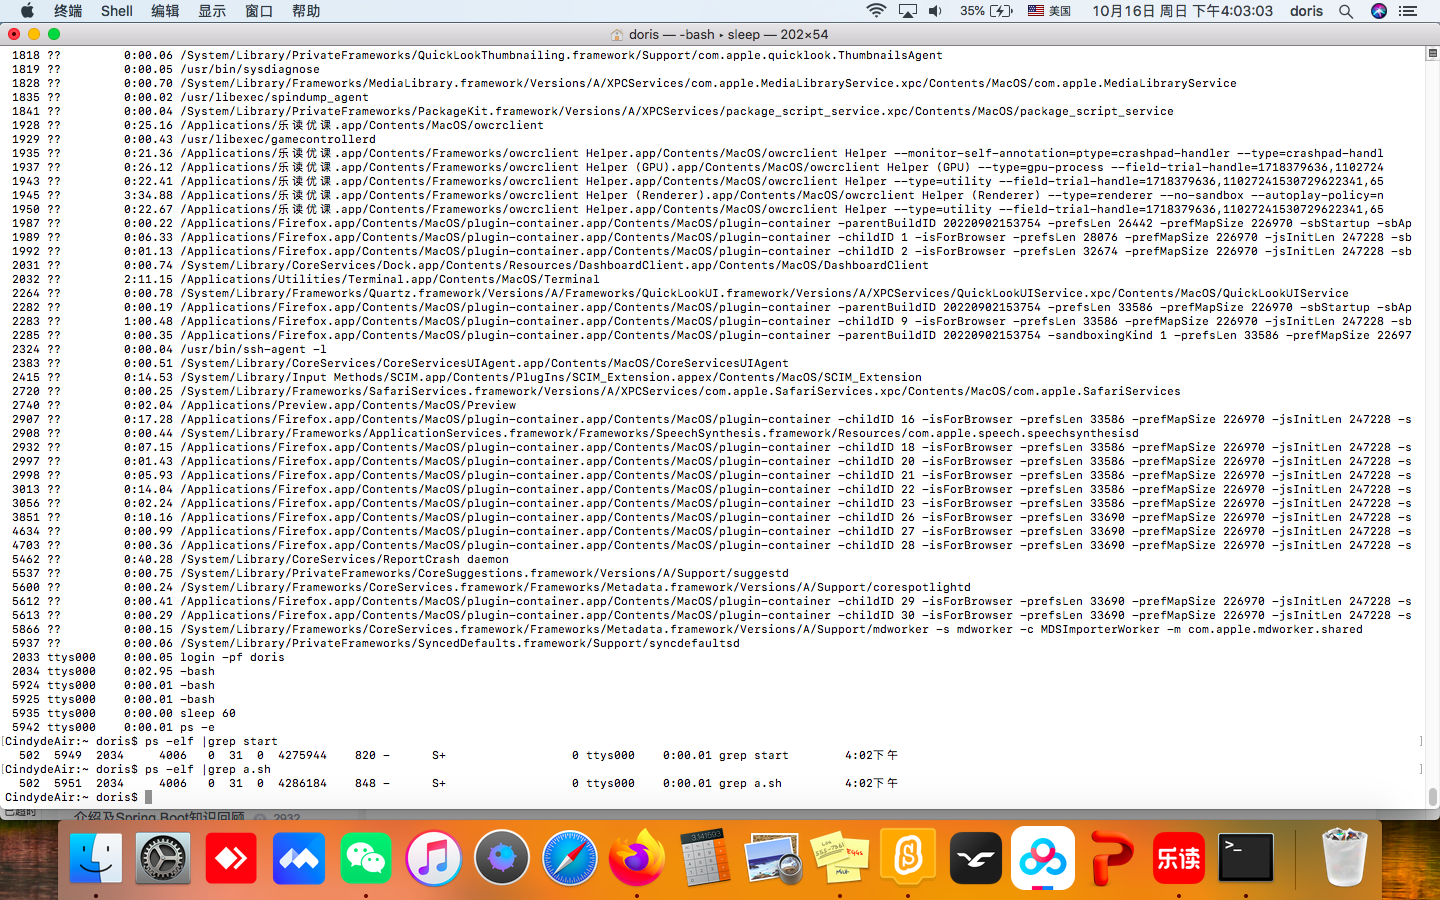 终端 Shell 编辑 显示 窗口 帮助 35% 美国 10月16日 周日 下午4:03:03 doris
doris — -bash ▸ sleep — 202×54
1818 ?? 0:00.06 /System/Library/PrivateFrameworks/QuickLookThumbnailing.framework/Support/com.apple.quicklook.ThumbnailsAgent
1819 ?? 0:00.05 /usr/bin/sysdiagnose
1828 ?? 0:00.70 /System/Library/Frameworks/MediaLibrary.framework/Versions/A/XPCServices/com.apple.MediaLibraryService.xpc/Contents/MacOS/com.apple.MediaLibraryService
1835 ?? 0:00.02 /usr/libexec/spindump_agent
1841 ?? 0:00.04 /System/Library/PrivateFrameworks/PackageKit.framework/Versions/A/XPCServices/package_script_service.xpc/Contents/MacOS/package_script_service
1928 ?? 0:25.16 /Applications/乐读优课.app/Contents/MacOS/owcrclient
1929 ?? 0:00.43 /usr/libexec/gamecontrollerd
1935 ?? 0:21.36 /Applications/乐读优课.app/Contents/Frameworks/owcrclient Helper.app/Contents/MacOS/owcrclient Helper --monitor-self-annotation=ptype=crashpad-handler --type=crashpad-handl
1937 ?? 0:26.12 /Applications/乐读优课.app/Contents/Frameworks/owcrclient Helper (GPU).app/Contents/MacOS/owcrclient Helper (GPU) --type=gpu-process --field-trial-handle=1718379636,1102724
1943 ?? 0:22.41 /Applications/乐读优课.app/Contents/Frameworks/owcrclient Helper.app/Contents/MacOS/owcrclient Helper --type=utility --field-trial-handle=1718379636,11027241530729622341,65
1945 ?? 3:34.88 /Applications/乐读优课.app/Contents/Frameworks/owcrclient Helper (Renderer).app/Contents/MacOS/owcrclient Helper (Renderer) --type=renderer --no-sandbox --autoplay-policy=n
1950 ?? 0:22.67 /Applications/乐读优课.app/Contents/Frameworks/owcrclient Helper.app/Contents/MacOS/owcrclient Helper --type=utility --field-trial-handle=1718379636,11027241530729622341,65
1987 ?? 0:00.22 /Applications/Firefox.app/Contents/MacOS/plugin-container.app/Contents/MacOS/plugin-container -parentBuildID 20220902153754 -prefsLen 26442 -prefMapSize 226970 -sbStartup -sbAp
1989 ?? 0:06.33 /Applications/Firefox.app/Contents/MacOS/plugin-container.app/Contents/MacOS/plugin-container -childID 1 -isForBrowser -prefsLen 28076 -prefMapSize 226970 -jsInitLen 247228 -sb
1992 ?? 0:01.13 /Applications/Firefox.app/Contents/MacOS/plugin-container.app/Contents/MacOS/plugin-container -childID 2 -isForBrowser -prefsLen 32674 -prefMapSize 226970 -jsInitLen 247228 -sb
2031 ?? 0:00.74 /System/Library/CoreServices/Dock.app/Contents/Resources/DashboardClient.app/Contents/MacOS/DashboardClient
2032 ?? 2:11.15 /Applications/Utilities/Terminal.app/Contents/MacOS/Terminal
2264 ?? 0:00.78 /System/Library/Frameworks/Quartz.framework/Versions/A/Frameworks/QuickLookUI.framework/Versions/A/XPCServices/QuickLookUIService.xpc/Contents/MacOS/QuickLookUIService
2282 ?? 0:00.19 /Applications/Firefox.app/Contents/MacOS/plugin-container.app/Contents/MacOS/plugin-container -parentBuildID 20220902153754 -prefsLen 33586 -prefMapSize 226970 -sbStartup -sbAp
2283 ?? 1:00.48 /Applications/Firefox.app/Contents/MacOS/plugin-container.app/Contents/MacOS/plugin-container -childID 9 -isForBrowser -prefsLen 33586 -prefMapSize 226970 -jsInitLen 247228 -sb
2285 ?? 0:00.35 /Applications/Firefox.app/Contents/MacOS/plugin-container.app/Contents/MacOS/plugin-container -parentBuildID 20220902153754 -sandboxingKind 1 -prefsLen 33586 -prefMapSize 22697
2324 ?? 0:00.04 /usr/bin/ssh-agent -l
2383 ?? 0:00.51 /System/Library/CoreServices/CoreServicesUIAgent.app/Contents/MacOS/CoreServicesUIAgent
2415 ?? 0:14.53 /System/Library/Input Methods/SCIM.app/Contents/PlugIns/SCIM_Extension.appex/Contents/MacOS/SCIM_Extension
2720 ?? 0:00.25 /System/Library/Frameworks/SafariServices.framework/Versions/A/XPCServices/com.apple.SafariServices.xpc/Contents/MacOS/com.apple.SafariServices
2740 ?? 0:02.04 /Applications/Preview.app/Contents/MacOS/Preview
2907 ?? 0:17.28 /Applications/Firefox.app/Contents/MacOS/plugin-container.app/Contents/MacOS/plugin-container -childID 16 -isForBrowser -prefsLen 33586 -prefMapSize 226970 -jsInitLen 247228 -s
2908 ?? 0:00.44 /System/Library/Frameworks/ApplicationServices.framework/Frameworks/SpeechSynthesis.framework/Resources/com.apple.speech.speechsynthesisd
2932 ?? 0:07.15 /Applications/Firefox.app/Contents/MacOS/plugin-container.app/Contents/MacOS/plugin-container -childID 18 -isForBrowser -prefsLen 33586 -prefMapSize 226970 -jsInitLen 247228 -s
2997 ?? 0:01.43 /Applications/Firefox.app/Contents/MacOS/plugin-container.app/Contents/MacOS/plugin-container -childID 20 -isForBrowser -prefsLen 33586 -prefMapSize 226970 -jsInitLen 247228 -s
2998 ?? 0:05.93 /Applications/Firefox.app/Contents/MacOS/plugin-container.app/Contents/MacOS/plugin-container -childID 21 -isForBrowser -prefsLen 33586 -prefMapSize 226970 -jsInitLen 247228 -s
3013 ?? 0:14.04 /Applications/Firefox.app/Contents/MacOS/plugin-container.app/Contents/MacOS/plugin-container -childID 22 -isForBrowser -prefsLen 33586 -prefMapSize 226970 -jsInitLen 247228 -s
3056 ?? 0:02.24 /Applications/Firefox.app/Contents/MacOS/plugin-container.app/Contents/MacOS/plugin-container -childID 23 -isForBrowser -prefsLen 33586 -prefMapSize 226970 -jsInitLen 247228 -s
3851 ?? 0:10.16 /Applications/Firefox.app/Contents/MacOS/plugin-container.app/Contents/MacOS/plugin-container -childID 26 -isForBrowser -prefsLen 33690 -prefMapSize 226970 -jsInitLen 247228 -s
4634 ?? 0:00.99 /Applications/Firefox.app/Contents/MacOS/plugin-container.app/Contents/MacOS/plugin-container -childID 27 -isForBrowser -prefsLen 33690 -prefMapSize 226970 -jsInitLen 247228 -s
4703 ?? 0:00.36 /Applications/Firefox.app/Contents/MacOS/plugin-container.app/Contents/MacOS/plugin-container -childID 28 -isForBrowser -prefsLen 33690 -prefMapSize 226970 -jsInitLen 247228 -s
5462 ?? 0:40.28 /System/Library/CoreServices/ReportCrash daemon
5537 ?? 0:00.75 /System/Library/PrivateFrameworks/CoreSuggestions.framework/Versions/A/Support/suggestd
5600 ?? 0:00.24 /System/Library/Frameworks/CoreServices.framework/Frameworks/Metadata.framework/Versions/A/Support/corespotlightd
5612 ?? 0:00.41 /Applications/Firefox.app/Contents/MacOS/plugin-container.app/Contents/MacOS/plugin-container -childID 29 -isForBrowser -prefsLen 33690 -prefMapSize 226970 -jsInitLen 247228 -s
5613 ?? 0:00.29 /Applications/Firefox.app/Contents/MacOS/plugin-container.app/Contents/MacOS/plugin-container -childID 30 -isForBrowser -prefsLen 33690 -prefMapSize 226970 -jsInitLen 247228 -s
5866 ?? 0:00.15 /System/Library/Frameworks/CoreServices.framework/Frameworks/Metadata.framework/Versions/A/Support/mdworker -s mdworker -c MDSImporterWorker -m com.apple.mdworker.shared
5937 ?? 0:00.06 /System/Library/PrivateFrameworks/SyncedDefaults.framework/Support/syncdefaultsd
2033 ttys000 0:00.05 login -pf doris
2034 ttys000 0:02.95 -bash
5924 ttys000 0:00.01 -bash
5925 ttys000 0:00.01 -bash
5935 ttys000 0:00.00 sleep 60
5942 ttys000 0:00.01 ps -e
[CindydeAir:~ doris$ ps -elf |grep start ]
502 5949 2034 4006 0 31 0 4275944 820 - S+ 0 ttys000 0:00.01 grep start 4:02下午
[CindydeAir:~ doris$ ps -elf |grep a.sh ]
502 5951 2034 4006 0 31 0 4286184 848 - S+ 0 ttys000 0:00.01 grep a.sh 4:02下午
CindydeAir:~ doris$
已超时
介绍及Spring Boot知识回顾 2932
3.141593
EGGS
MILK
乐读
>_